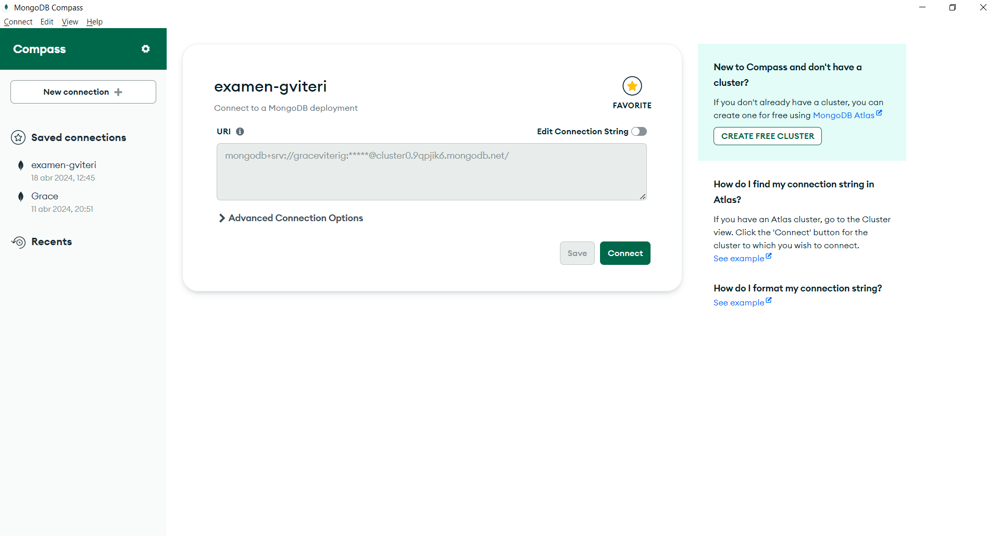 MongoDB Compass
Connect Edit View Help
Compass
New connection
Saved connections
examen-gviteri
18 abr 2024, 12:45
Grace
11 abr 2024, 20:51
Recents
examen-gviteri
Connect to a MongoDB deployment
FAVORITE
URI
Edit Connection String
mongodb+srv://graceviterig:*****@cluster0.9qpjik6.mongodb.net/
Advanced Connection Options
Save
Connect
New to Compass and don't have a
cluster?
If you don't already have a cluster, you can
create one for free using MongoDB Atlas
CREATE FREE CLUSTER
How do I find my connection string in
Atlas?
If you have an Atlas cluster, go to the Cluster
view. Click the 'Connect' button for the
cluster to which you wish to connect.
See example
How do I format my connection string?
See example